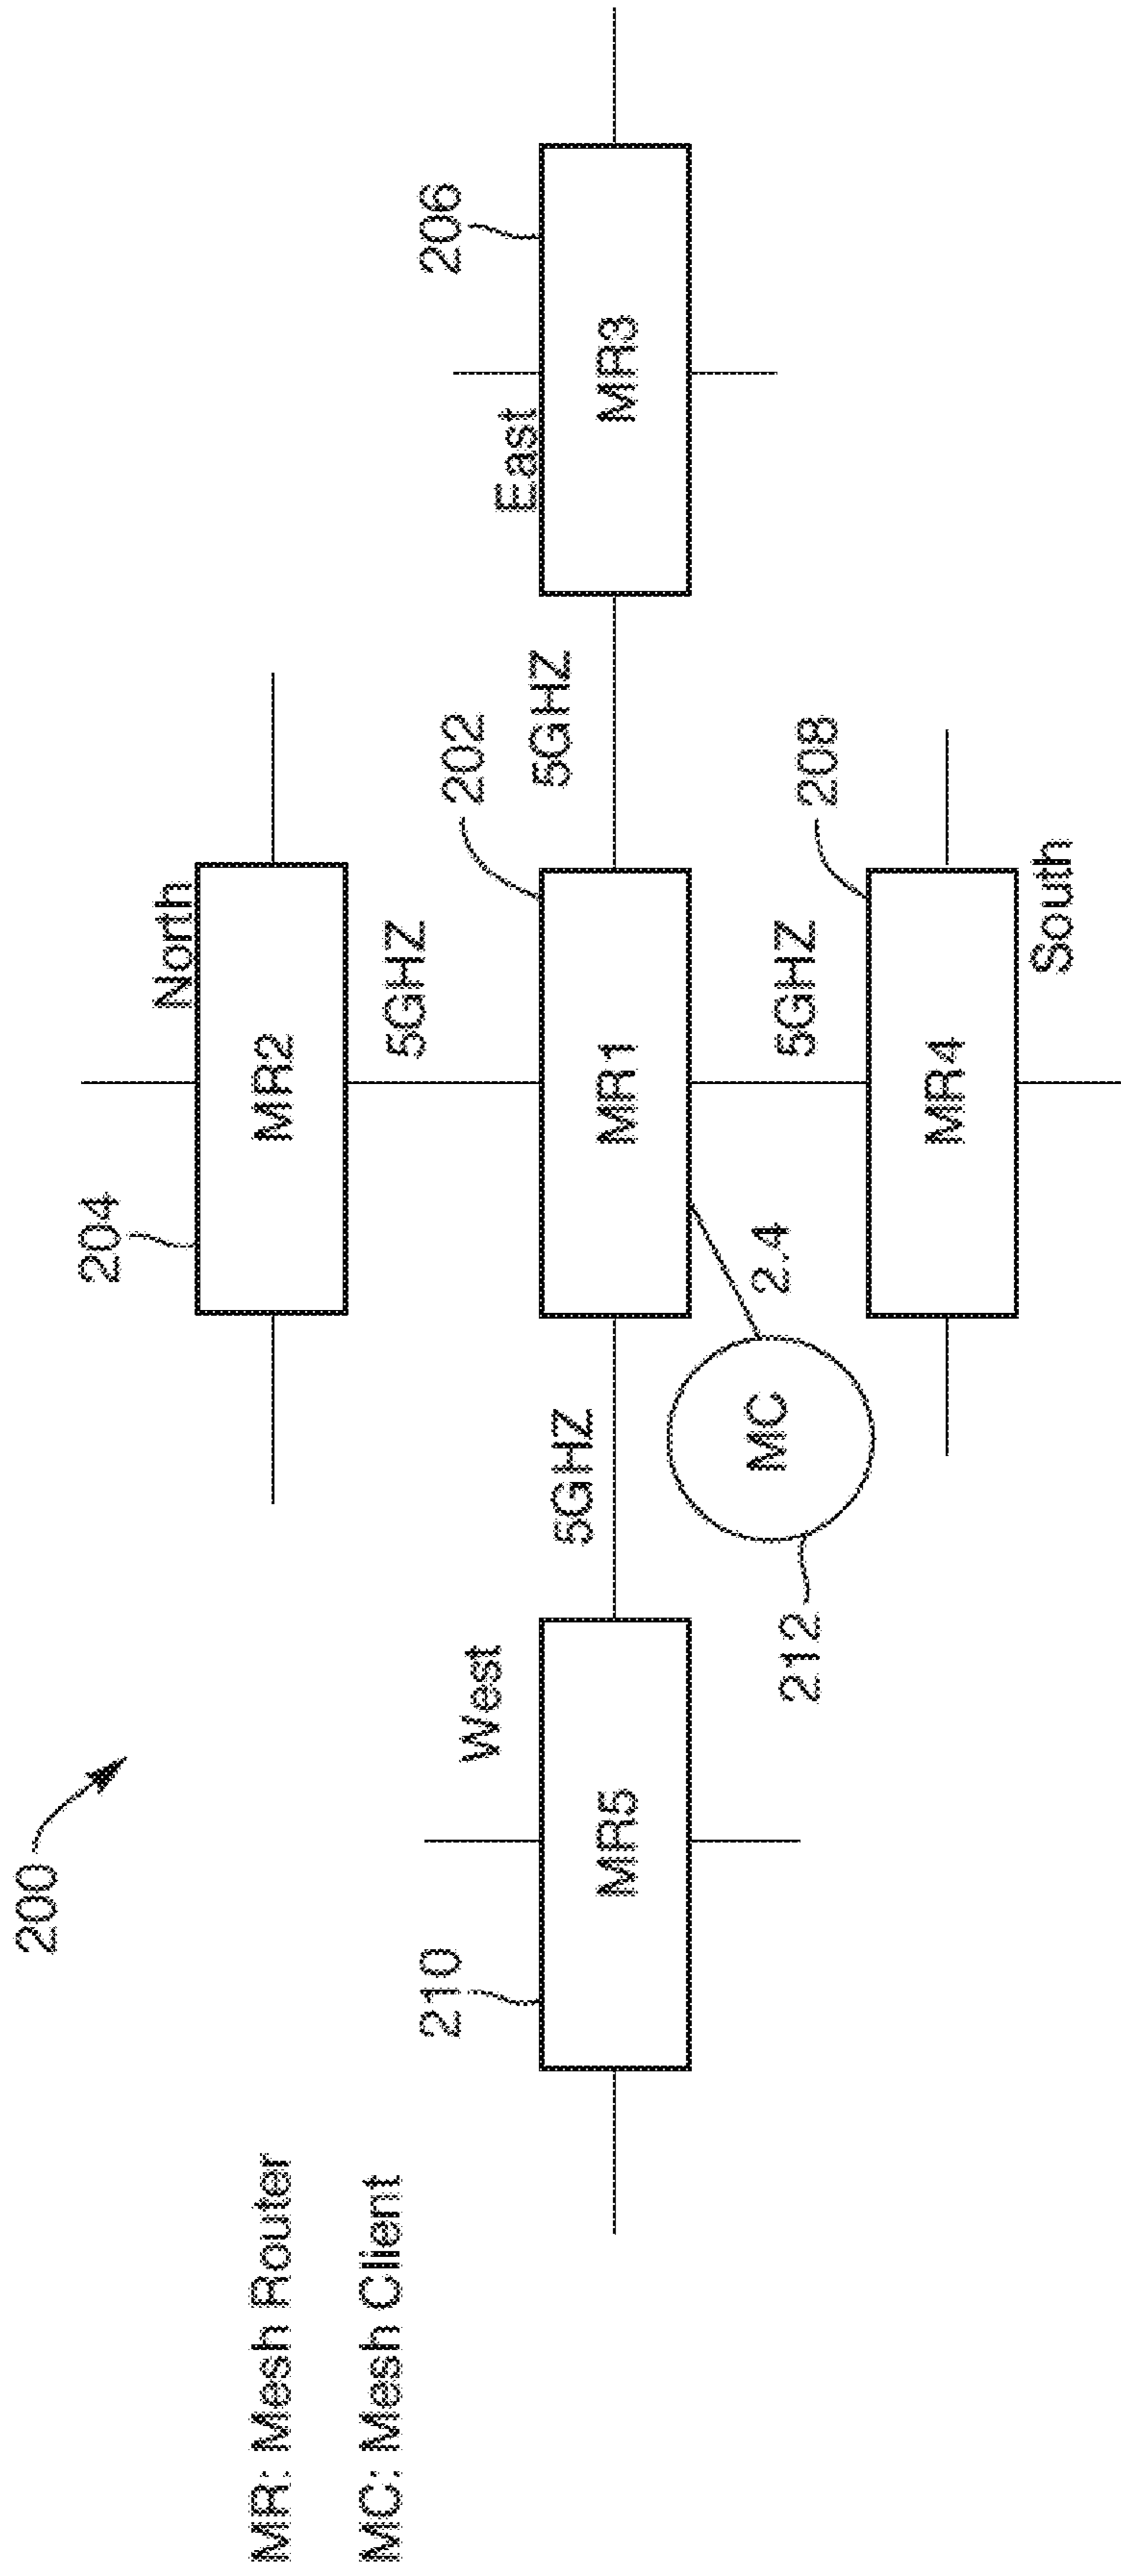 200
204
North
MR2
5GHZ
210
West
MR5
5GHZ
MR1
202
5GHZ
206
East
MR3
212
MC
2.4
5GHZ
208
MR4
South
MR: Mesh Router
MC: Mesh Client